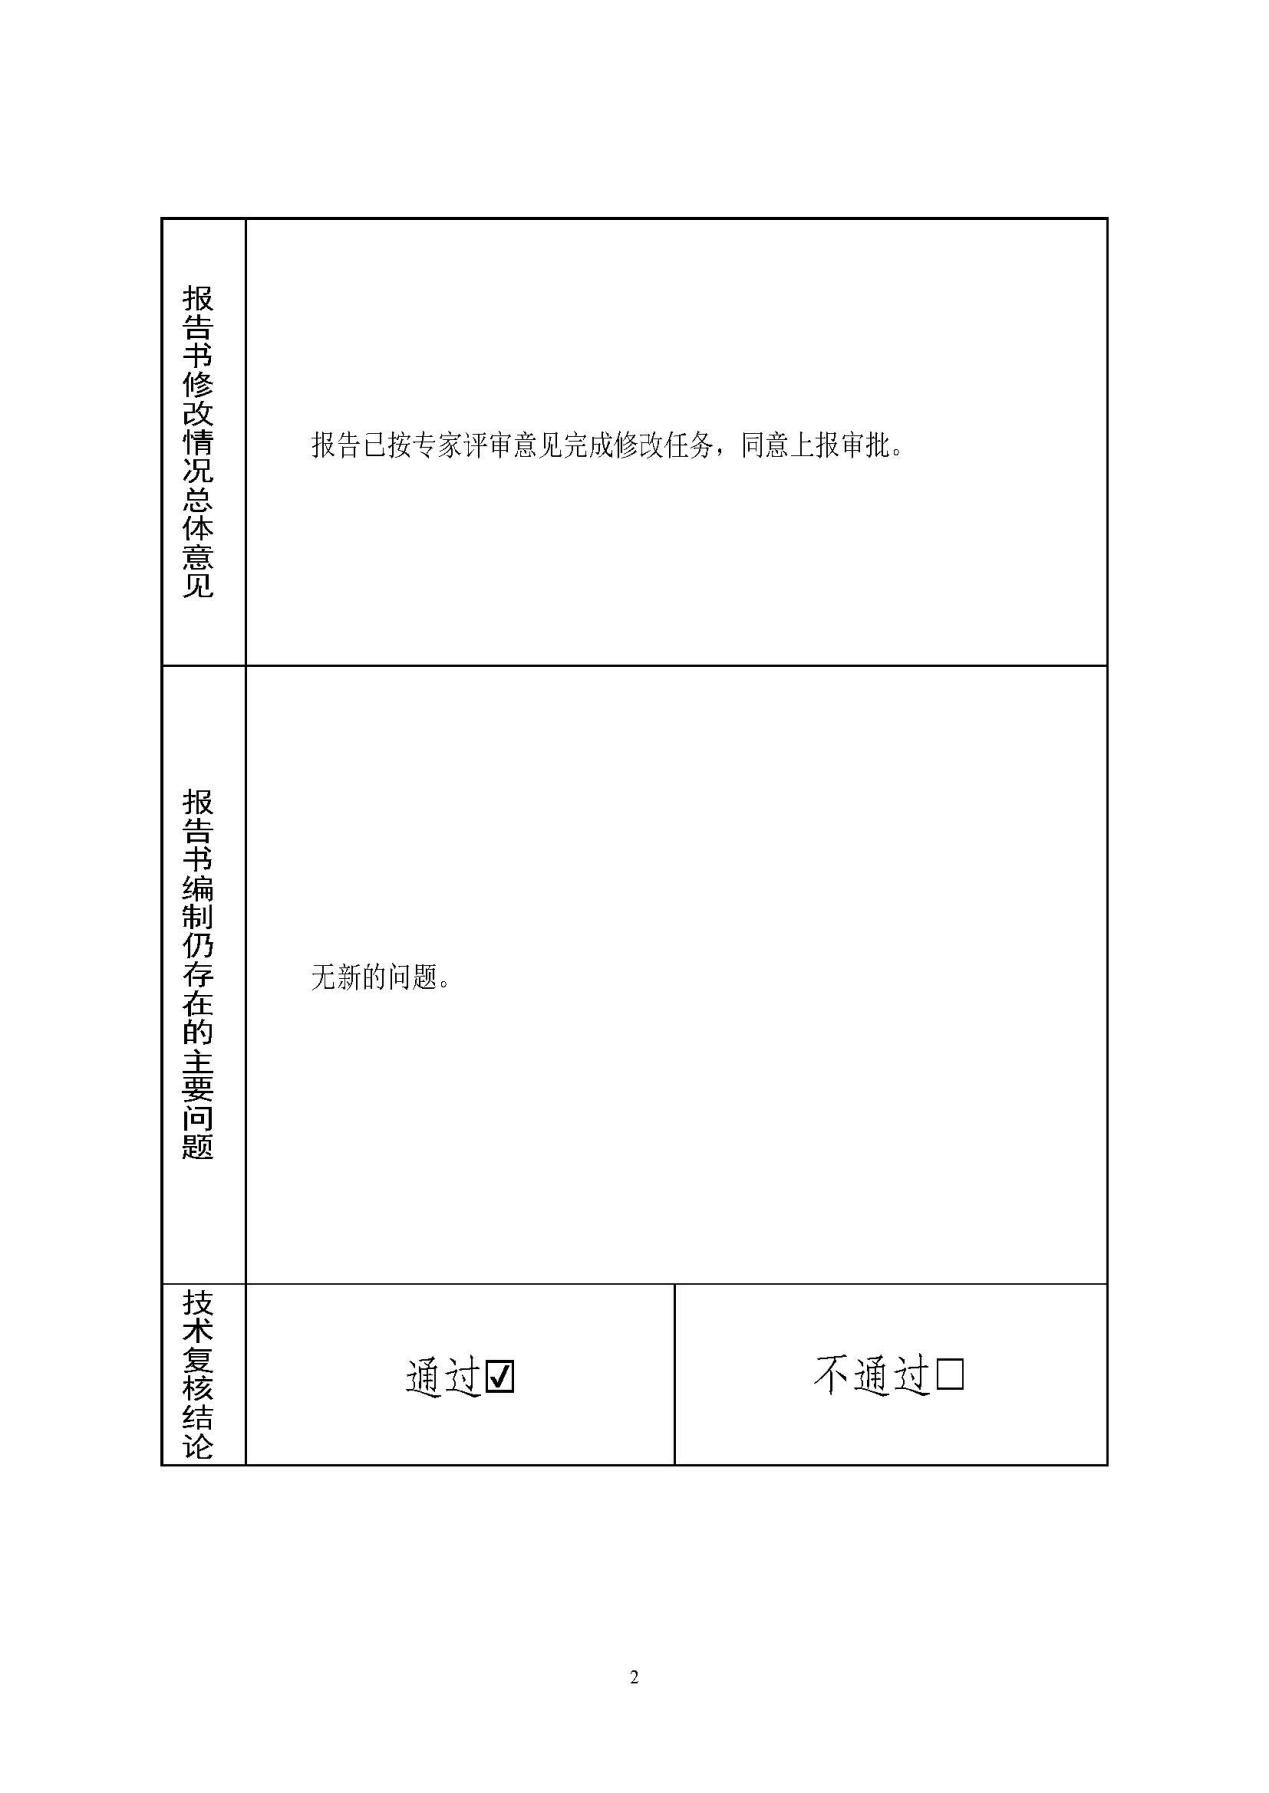 报告书修改情况总体意见
报告已按专家评审意见完成修改任务，同意上报审批。
报告书编制仍存在的主要问题
无新的问题。
技术复核结论
通过☑
不通过□
2